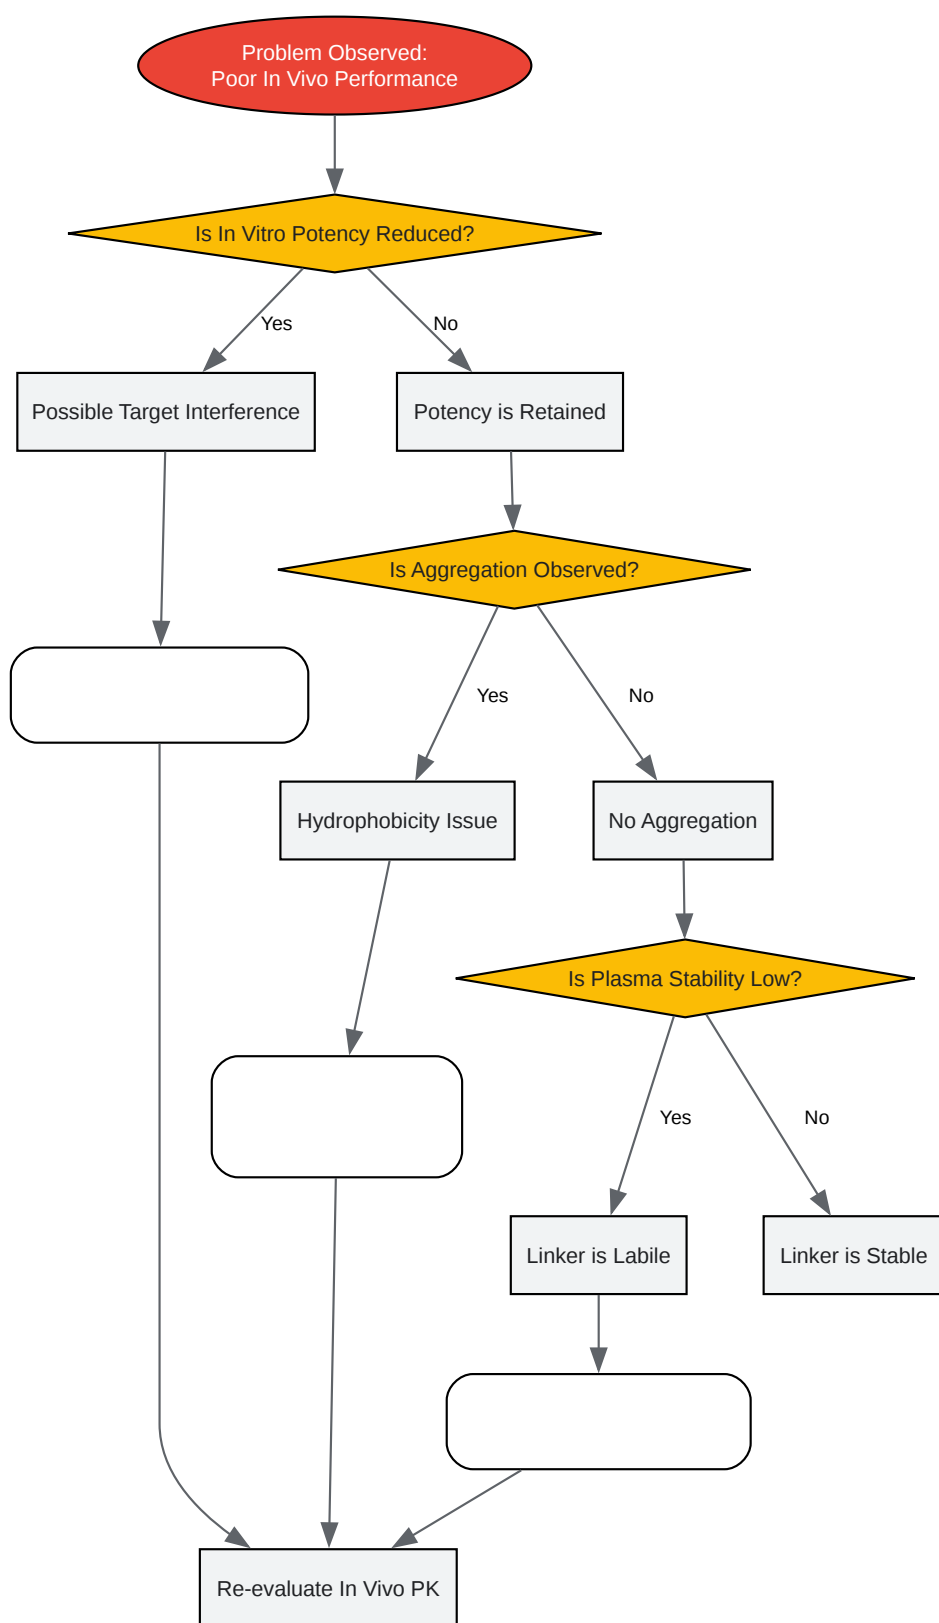 Problem Observed:
Poor In Vivo Performance
Is In Vitro Potency Reduced?
Yes
No
Possible Target Interference
Potency is Retained
Is Aggregation Observed?
Yes
No
Hydrophobicity Issue
No Aggregation
Is Plasma Stability Low?
Yes
No
Linker is Labile
Linker is Stable
Re-evaluate In Vivo PK